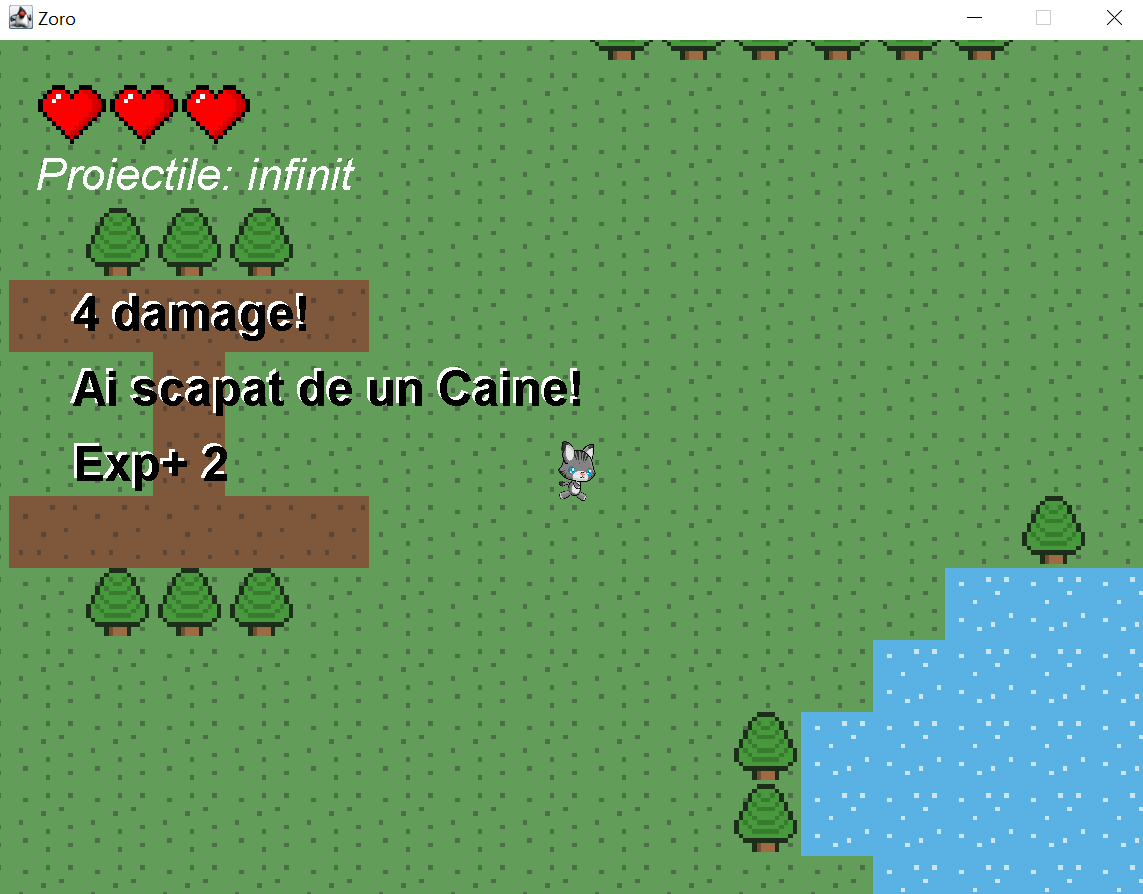 Zoro
Proiectile: infinit
4 damage!
Ai scapat de un Caine!
Exp+ 2